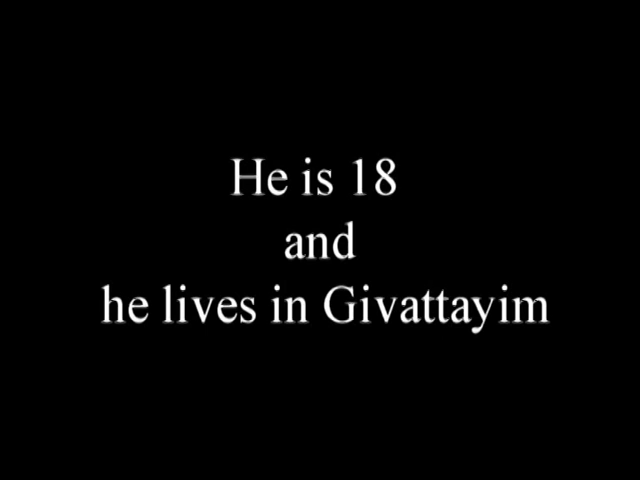 He is 18
and
he lives in Givattayim